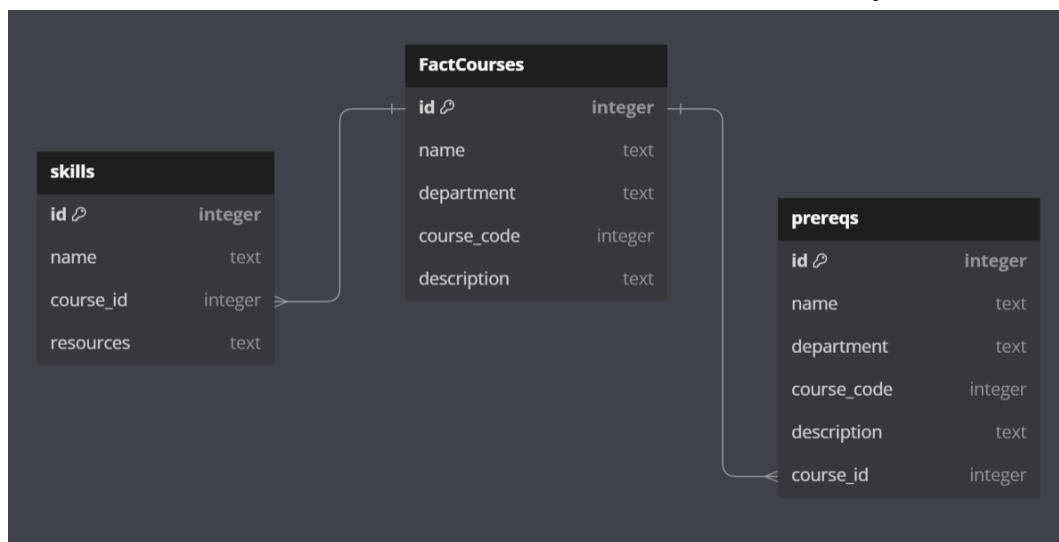 FactCourses
id integer
name text
department text
course_code integer
description text
skills
id integer
name text
course_id integer
resources text
prereqs
id integer
name text
department text
course_code integer
description text
course_id integer